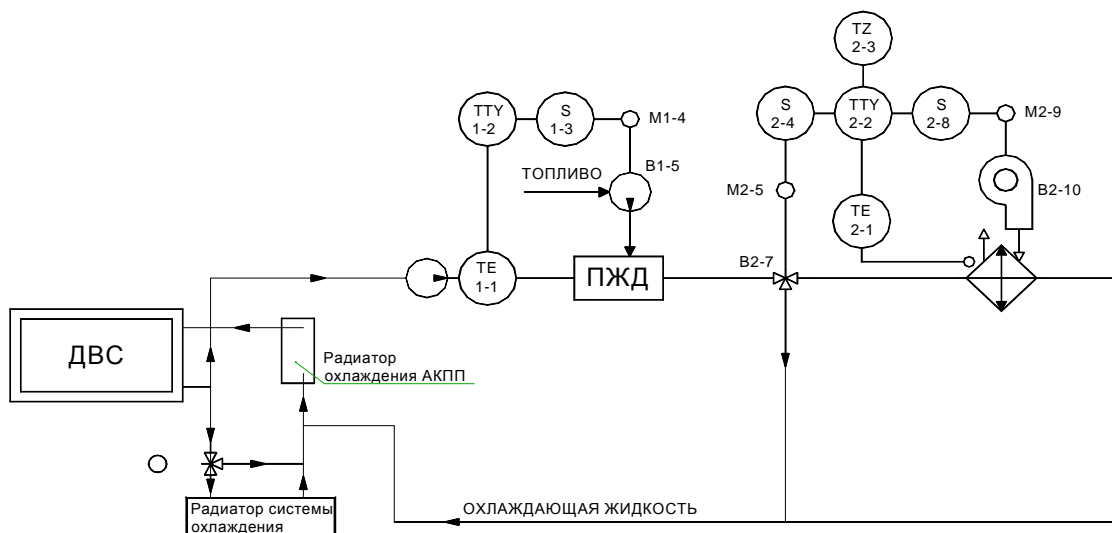 TZ
2-3
TTY
1-2
S
1-3
M1-4
S
2-4
TTY
2-2
S
2-8
M2-9
ТОПЛИВО
B1-5
M2-5
TE
2-1
B2-10
TE
1-1
ПЖД
B2-7
ДВС
Радиатор
охлаждения АКПП
Радиатор системы
охлаждения
ОХЛАЖДАЮЩАЯ ЖИДКОСТЬ